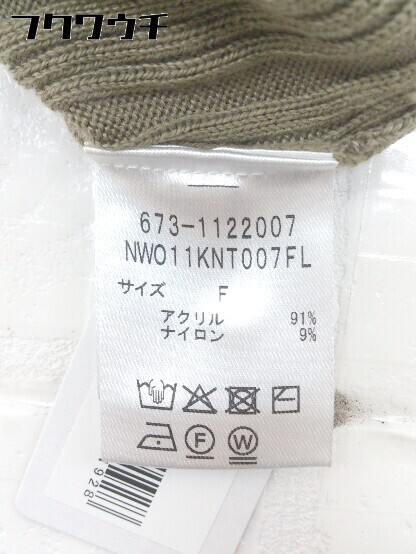 フクワウチ
673-1122007
NWO11KNT007FL
サイズ F
アクリル 91%
ナイロン 9%
F W
928